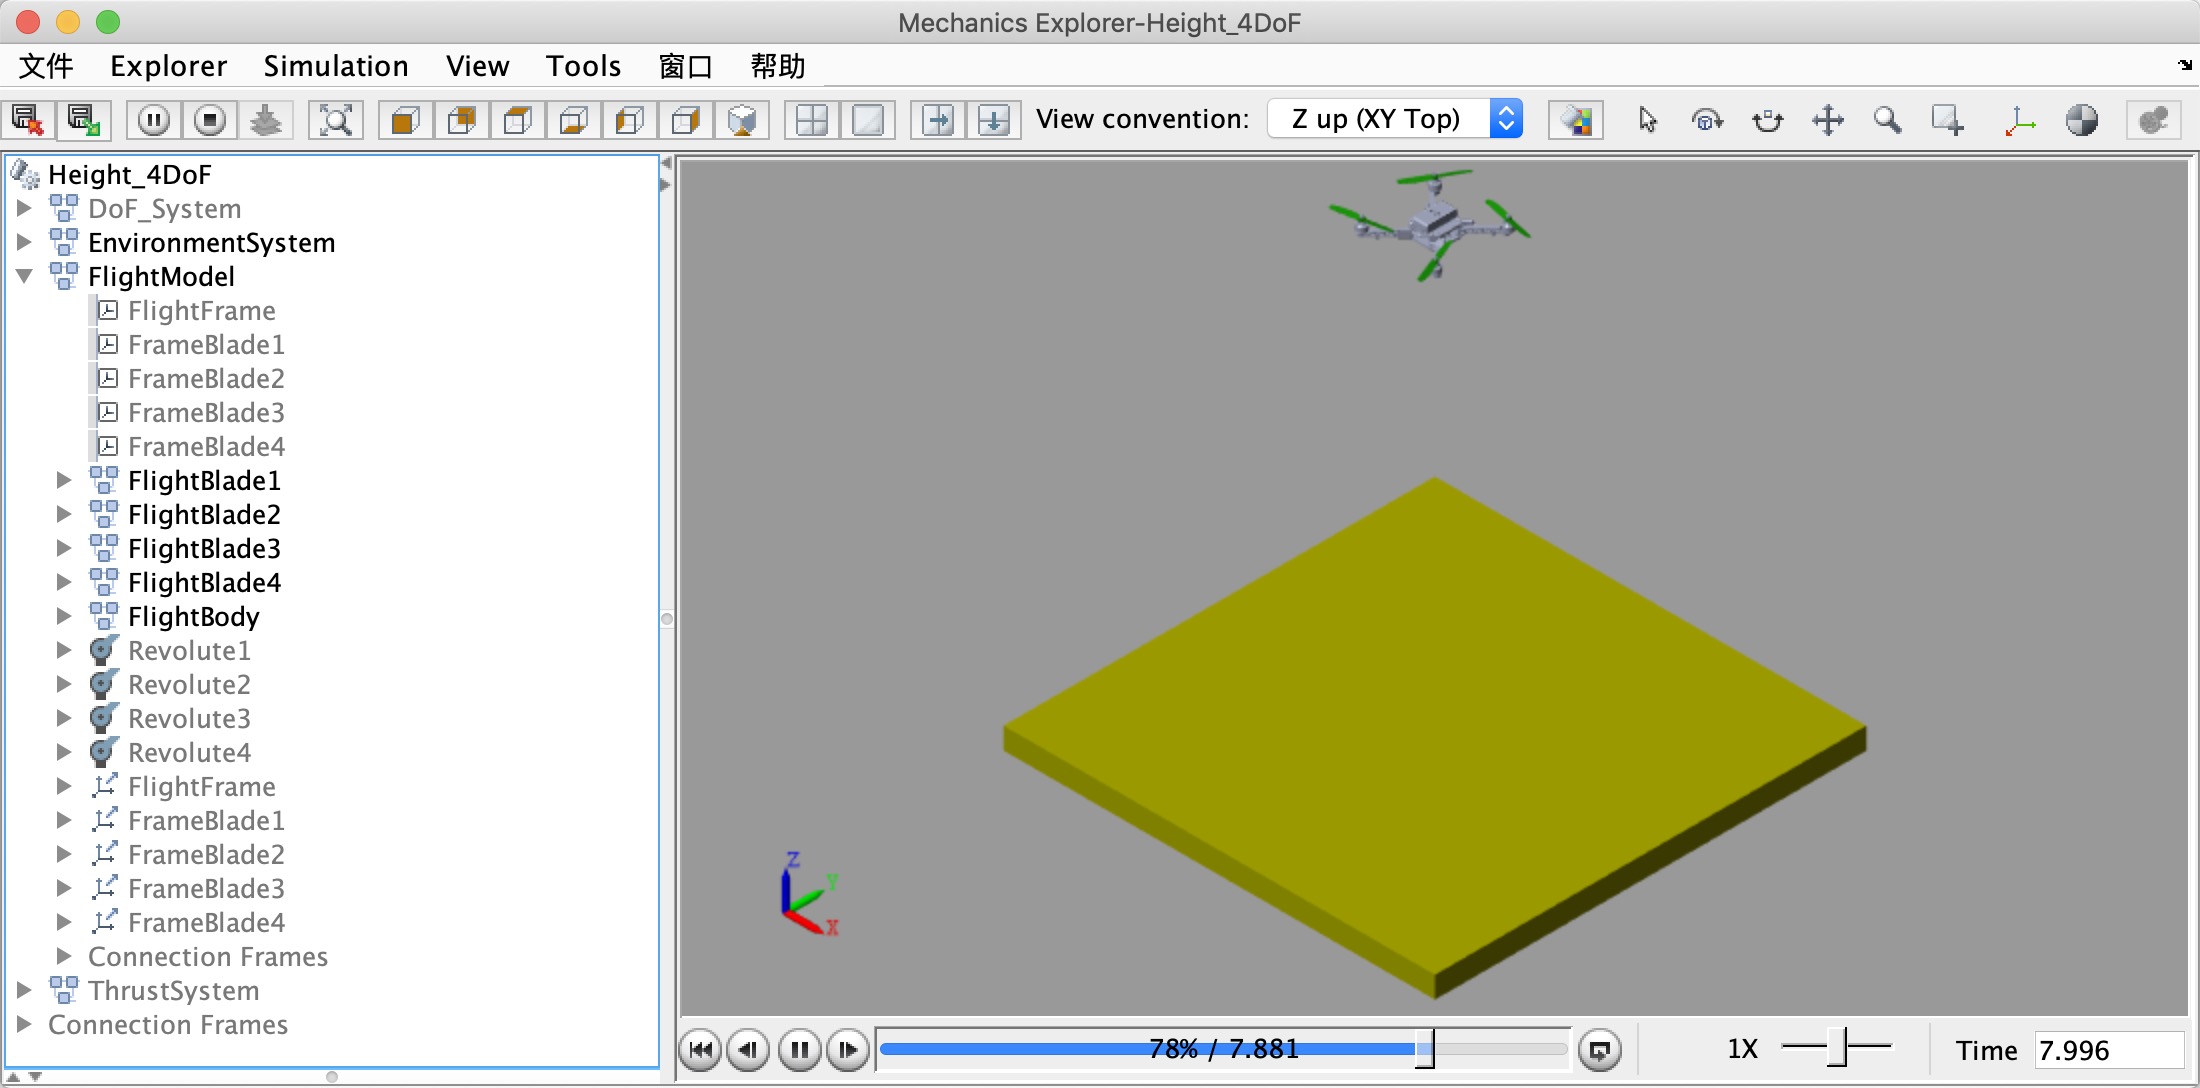 Mechanics Explorer-Height_4DoF
文件 Explorer Simulation View Tools 窗口 帮助
View convention: Z up (XY Top)
Height_4DoF
DoF_System
EnvironmentSystem
FlightModel
FlightFrame
FrameBlade1
FrameBlade2
FrameBlade3
FrameBlade4
FlightBlade1
FlightBlade2
FlightBlade3
FlightBlade4
FlightBody
Revolute1
Revolute2
Revolute3
Revolute4
FlightFrame
FrameBlade1
FrameBlade2
FrameBlade3
FrameBlade4
Connection Frames
ThrustSystem
Connection Frames
Z
Y
X
78% / 7.881
1X
Time 7.996